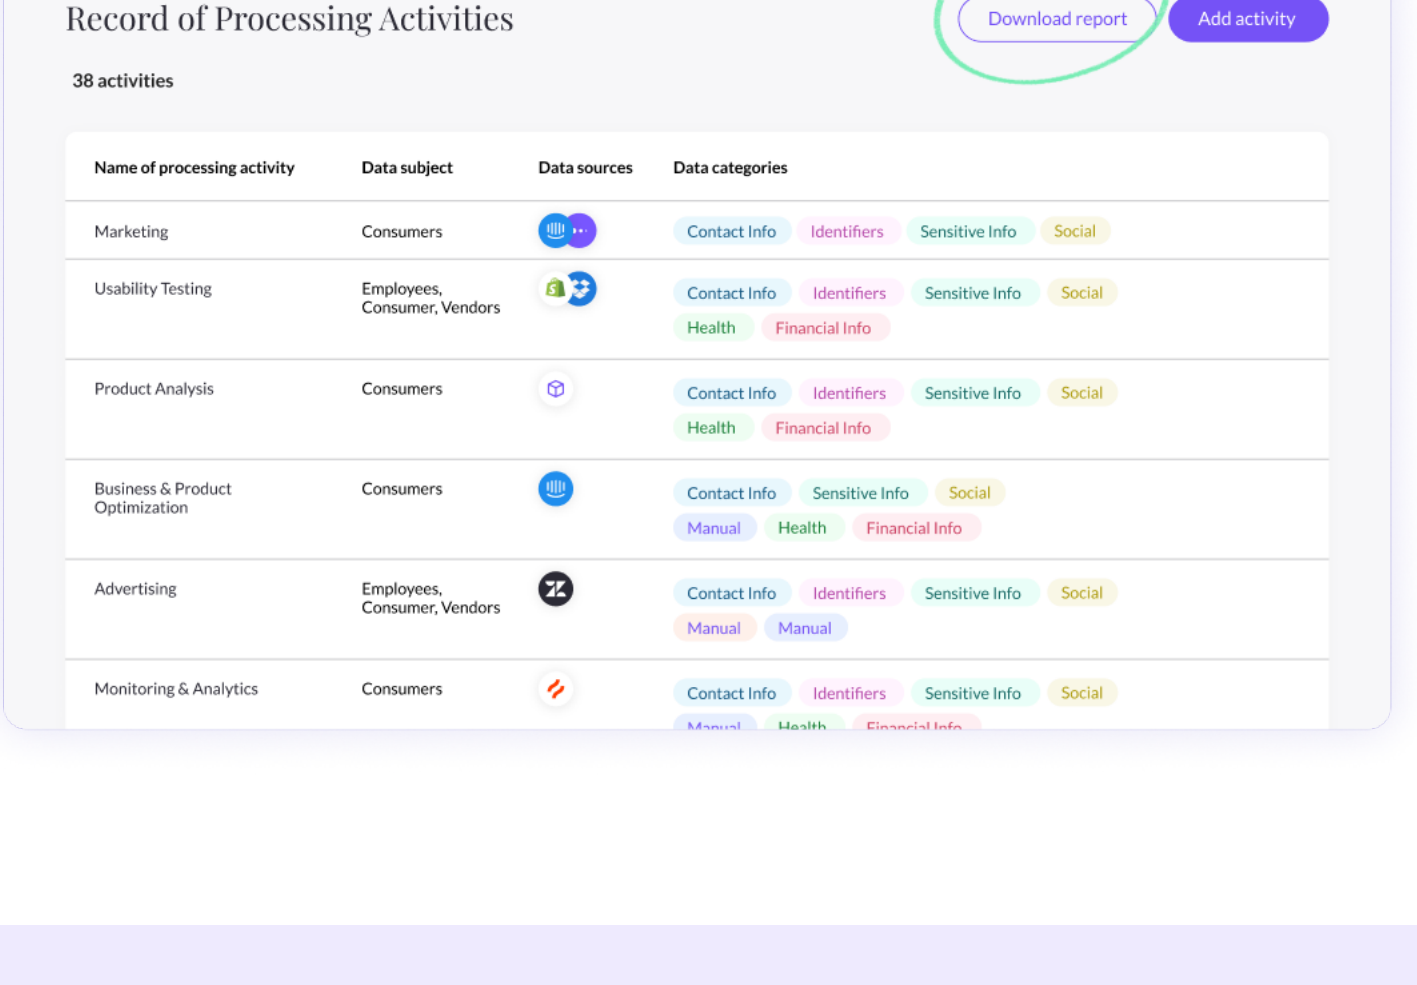 Record of Processing Activities
Download report
Add activity
38 activities
Name of processing activity Data subject Data sources Data categories
Marketing Consumers Contact Info Identifiers Sensitive Info Social
Usability Testing Employees, Contact Info Identifiers Sensitive Info Social
Consumer, Vendors
Health Financial Info
Product Analysis Consumers Contact Info Identifiers Sensitive Info Social
Health Financial Info
Business & Product Consumers Contact Info Sensitive Info Social
Optimization
Manual Health Financial Info
Advertising Employees, Contact Info Identifiers Sensitive Info Social
Consumer, Vendors
Manual Manual
Monitoring & Analytics Consumers Contact Info Identifiers Sensitive Info Social
Manual Health Financial Info